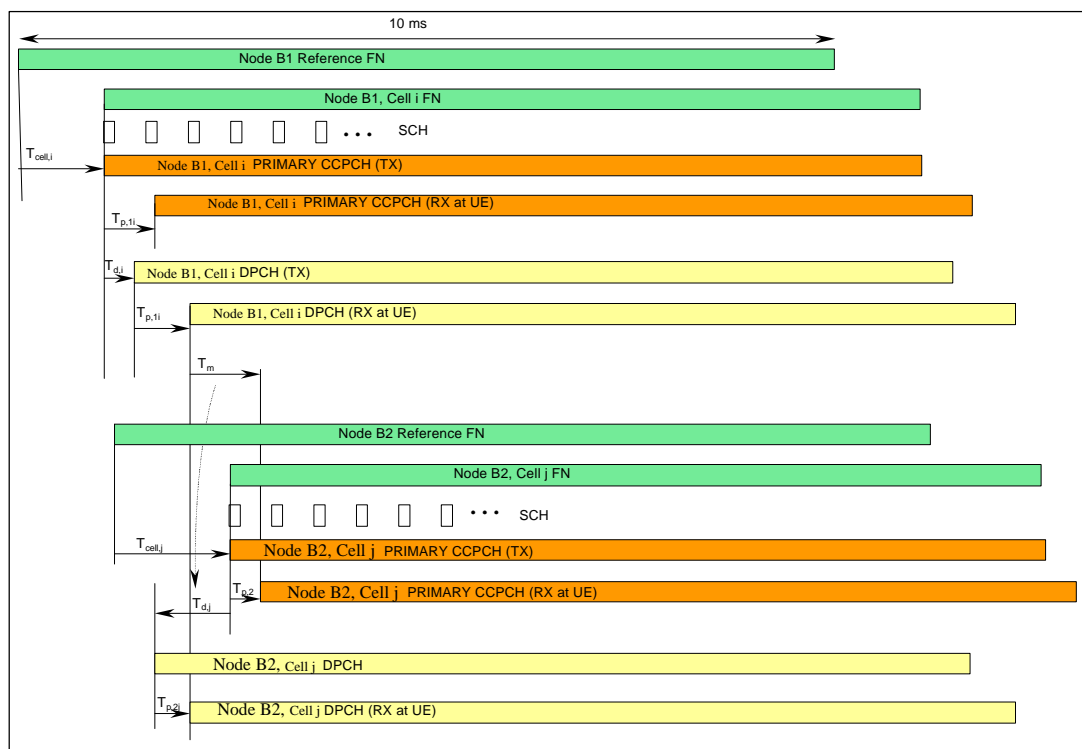 10 ms
Node B1 Reference FN
Node B1, Cell i FN
SCH
T_cell,i
Node B1, Cell i PRIMARY CCPCH (TX)
Node B1, Cell i PRIMARY CCPCH (RX at UE)
T_p,1i
T_d,i
Node B1, Cell i DPCH (TX)
Node B1, Cell i DPCH (RX at UE)
T_p,1i
T_m
Node B2 Reference FN
Node B2, Cell j FN
SCH
T_cell,j
Node B2, Cell j PRIMARY CCPCH (TX)
T_p,2
Node B2, Cell j PRIMARY CCPCH (RX at UE)
T_d,j
Node B2, Cell j DPCH
T_p,2j
Node B2, Cell j DPCH (RX at UE)